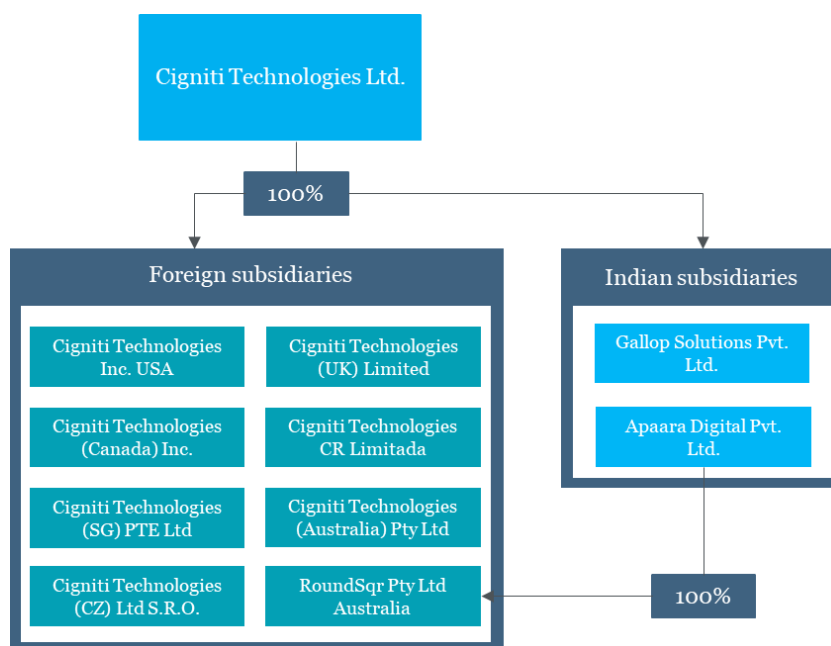 Cigniti Technologies Ltd.
100%
Foreign subsidiaries
Cigniti Technologies
Inc. USA
Cigniti Technologies
(UK) Limited
Cigniti Technologies
(Canada) Inc.
Cigniti Technologies
CR Limitada
Cigniti Technologies
(SG) PTE Ltd
Cigniti Technologies
(Australia) Pty Ltd
Cigniti Technologies
(CZ) Ltd S.R.O.
RoundSqr Pty Ltd
Australia
Indian subsidiaries
Gallop Solutions Pvt.
Ltd.
Apaara Digital Pvt.
Ltd.
100%